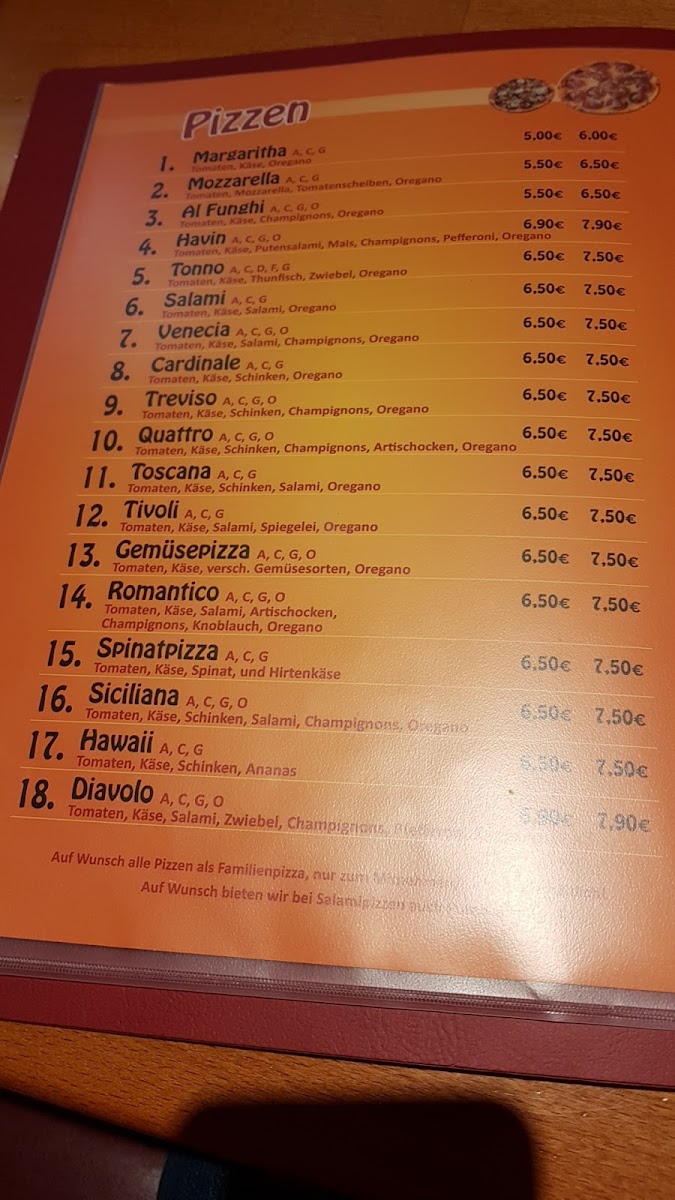 Pizzen
1. Margaritha A, C, G 5,00€ 6,00€
Tomaten, Käse, Oregano
2. Mozzarella A, C, G 5,50€ 6,50€
Tomaten, Mozzarella, Tomatenscheiben, Oregano
3. Al Funghi A, C, G, O 5,50€ 6,50€
Tomaten, Käse, Champignons, Oregano
4. Havin A, C, G, O 6,90€ 7,90€
Tomaten, Käse, Putensalami, Mais, Champignons, Pefferoni, Oregano
5. Tonno A, C, D, F, G 6,50€ 7,50€
Tomaten, Käse, Thunfisch, Zwiebel, Oregano
6. Salami A, C, G 6,50€ 7,50€
Tomaten, Käse, Salami, Oregano
7. Venecia A, C, G, O 6,50€ 7,50€
Tomaten, Käse, Salami, Champignons, Oregano
8. Cardinale A, C, G 6,50€ 7,50€
Tomaten, Käse, Schinken, Oregano
9. Treviso A, C, G, O 6,50€ 7,50€
Tomaten, Käse, Schinken, Champignons, Oregano
10. Quattro A, C, G, O 6,50€ 7,50€
Tomaten, Käse, Schinken, Champignons, Artischocken, Oregano
11. Toscana A, C, G 6,50€ 7,50€
Tomaten, Käse, Schinken, Salami, Oregano
12. Tivoli A, C, G 6,50€ 7,50€
Tomaten, Käse, Salami, Spiegelei, Oregano
13. Gemüsepizza A, C, G, O 6,50€ 7,50€
Tomaten, Käse, versch. Gemüsesorten, Oregano
14. Romantico A, C, G, O 6,50€ 7,50€
Tomaten, Käse, Salami, Artischocken,
Champignons, Knoblauch, Oregano
15. Spinatpizza A, C, G 6,50€ 7,50€
Tomaten, Käse, Spinat, und Hirtenkäse
16. Siciliana A, C, G, O 6,50€ 7,50€
Tomaten, Käse, Schinken, Salami, Champignons, Oregano
17. Hawaii A, C, G 6,50€ 7,50€
Tomaten, Käse, Schinken, Ananas
18. Diavolo A, C, G, O 6,90€ 7,90€
Tomaten, Käse, Salami, Zwiebel, Champignons,
Auf Wunsch alle Pizzen als Familienpizza, nur zum
Auf Wunsch bieten wir bei Salamipizzen auch